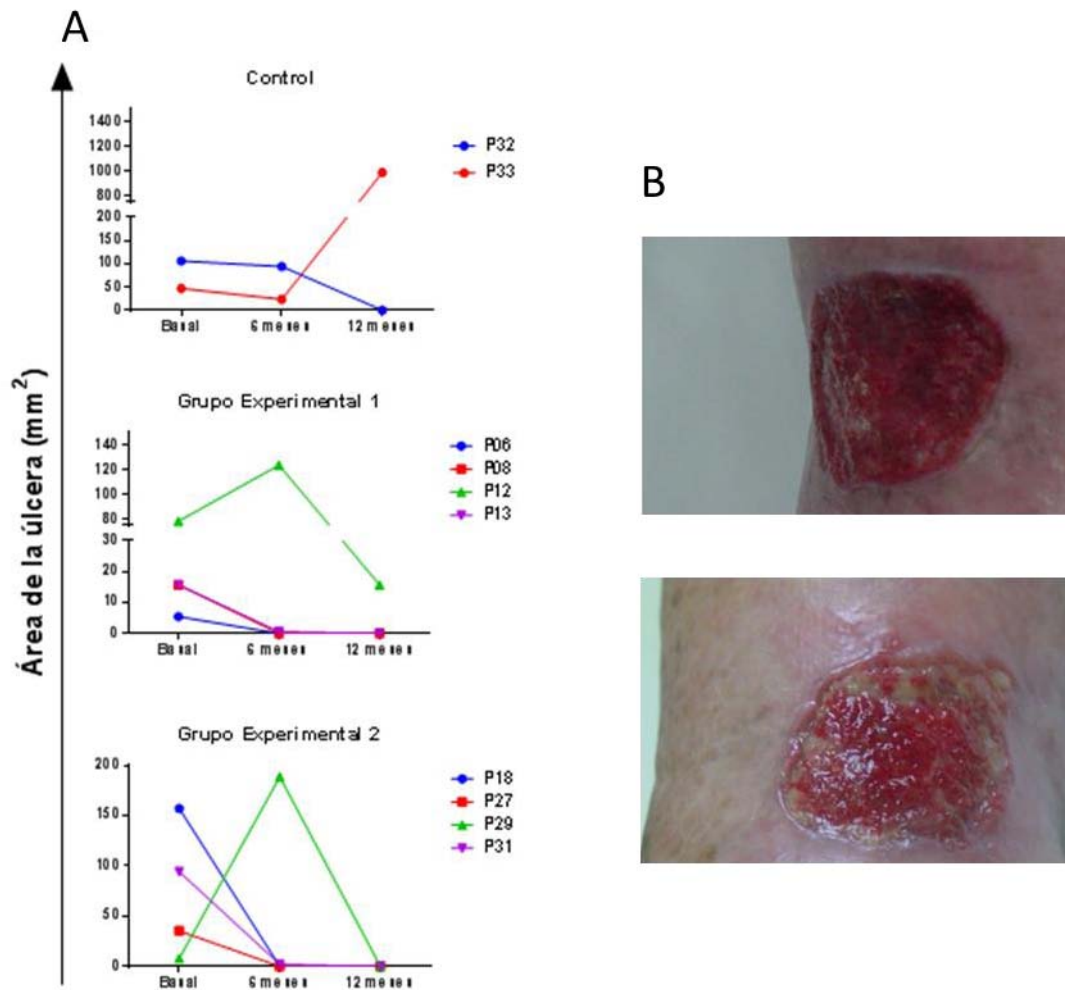 A
Control
1400
1200
1000
800
200
150
100
50
0
Basal 6 meses 12 meses
P32
P33
Grupo Experimental 1
140
120
100
80
30
20
10
0
Basal 6 meses 12 meses
P06
P08
P12
P13
Grupo Experimental 2
200
150
100
50
0
Basal 6 meses 12 meses
P18
P27
P29
P31
Área de la úlcera (mm²)
B